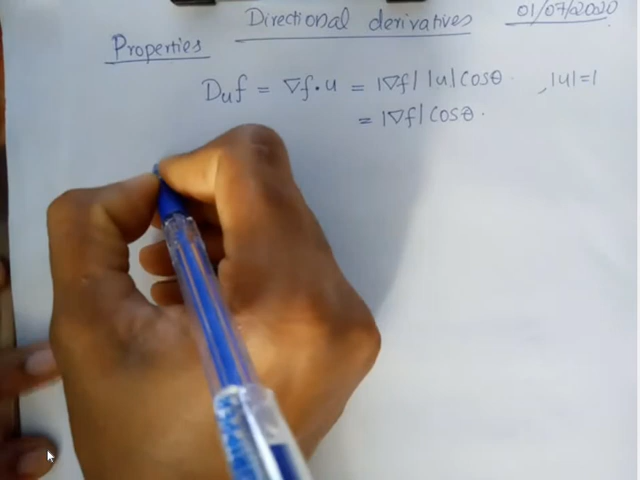 Directional derivatives 01/07/2020
Properties
Duf = ∇f · u = |∇f| |u| Cosθ. , |u|=1
= |∇f| Cosθ.